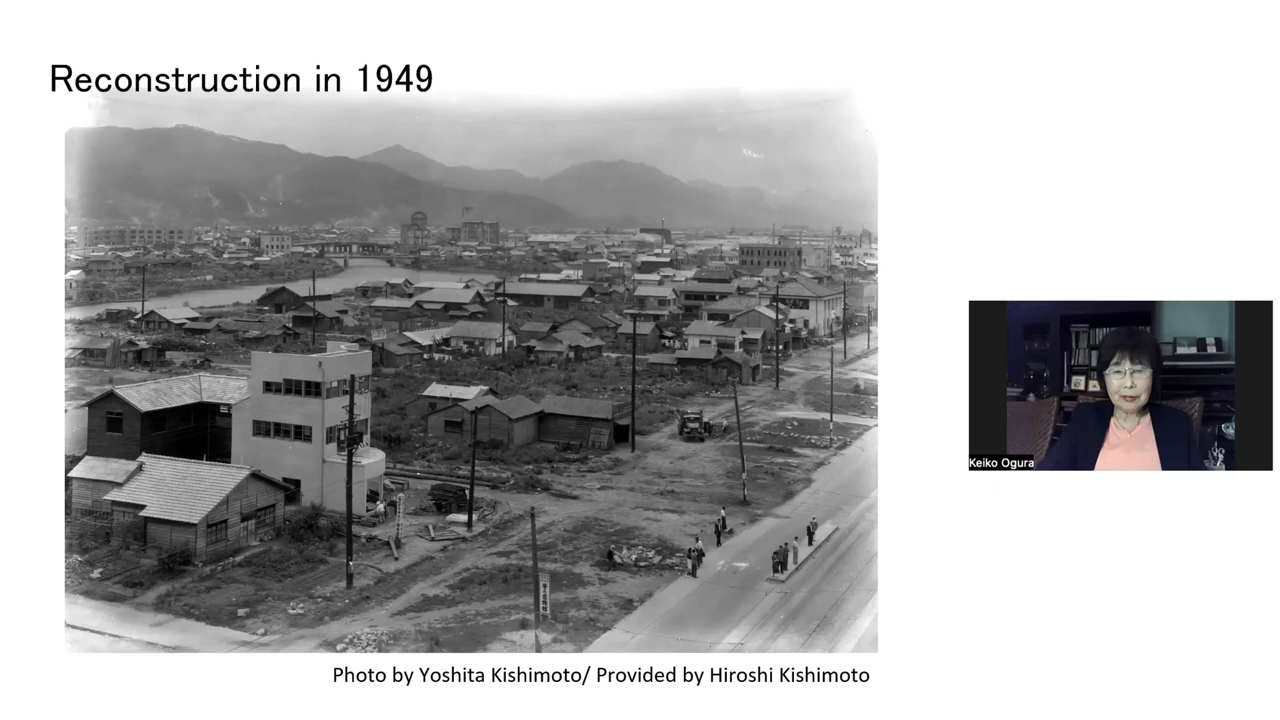 Reconstruction in 1949
Photo by Yoshita Kishimoto/ Provided by Hiroshi Kishimoto
Keiko Ogura